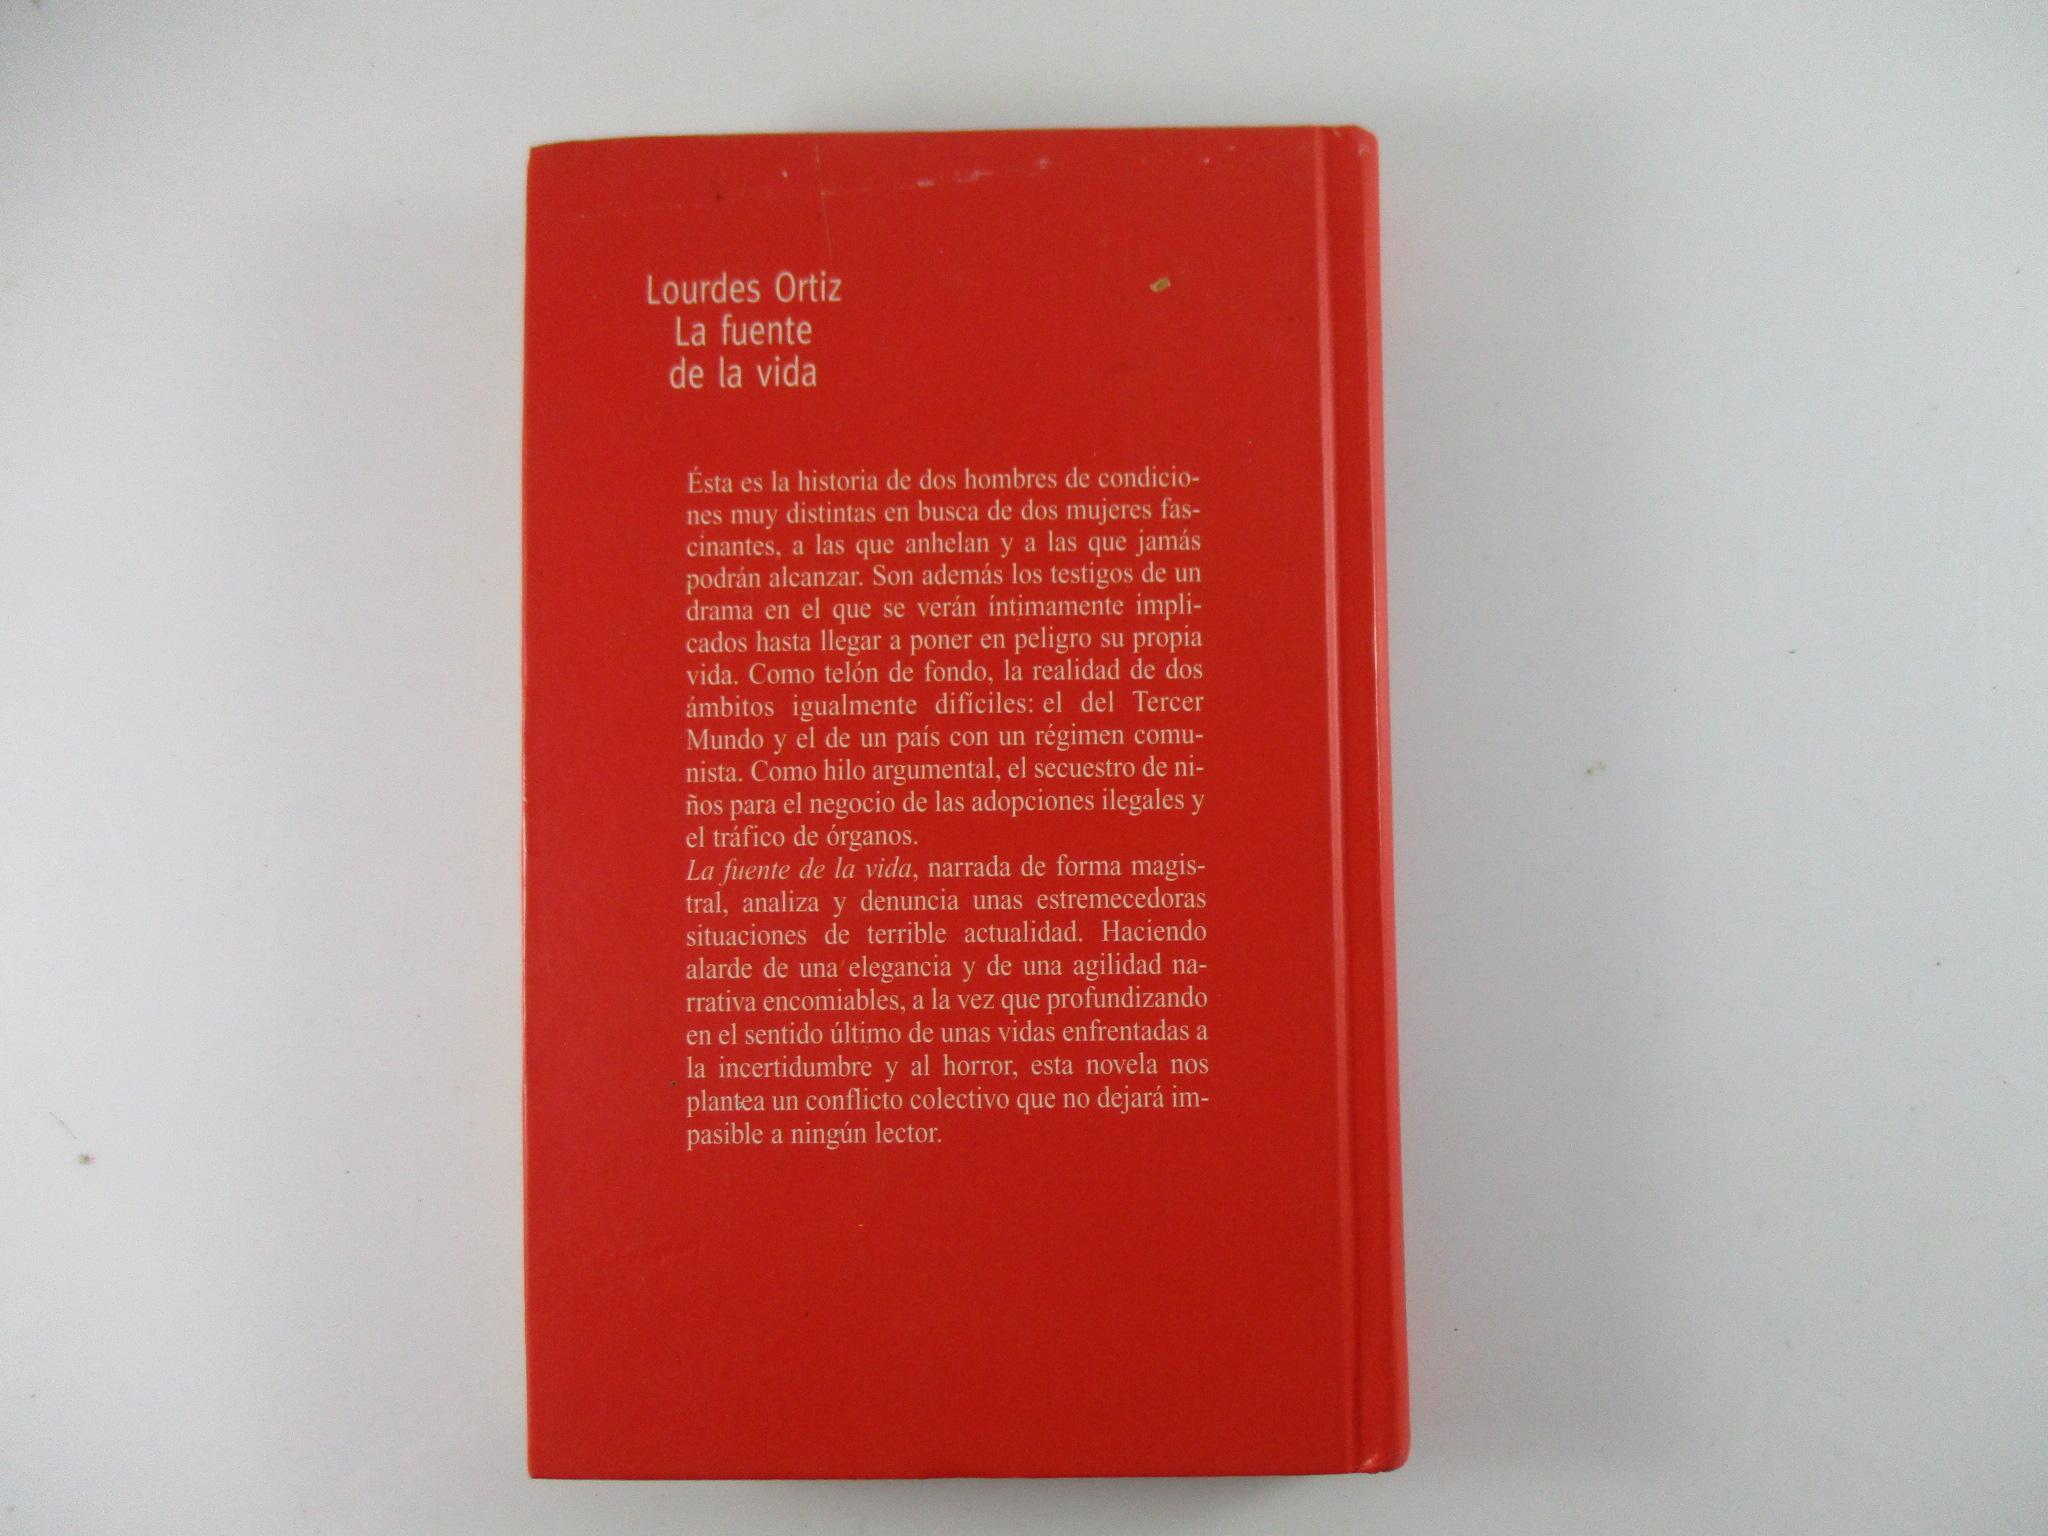 Lourdes Ortiz
La fuente
de la vida
Ésta es la historia de dos hombres de condicio-
nes muy distintas en busca de dos mujeres fas-
cinantes, a las que anhelan y a las que jamás
podrán alcanzar. Son además los testigos de un
drama en el que se verán íntimamente impli-
cados hasta llegar a poner en peligro su propia
vida. Como telón de fondo, la realidad de dos
ámbitos igualmente difíciles: el del Tercer
Mundo y el de un país con un régimen comu-
nista. Como hilo argumental, el secuestro de ni-
ños para el negocio de las adopciones ilegales y
el tráfico de órganos.
La fuente de la vida, narrada de forma magis-
tral, analiza y denuncia unas estremecedoras
situaciones de terrible actualidad. Haciendo
alarde de una elegancia y de una agilidad na-
rrativa encomiables, a la vez que profundizando
en el sentido último de unas vidas enfrentadas a
la incertidumbre y al horror, esta novela nos
plantea un conflicto colectivo que no dejará im-
pasible a ningún lector.